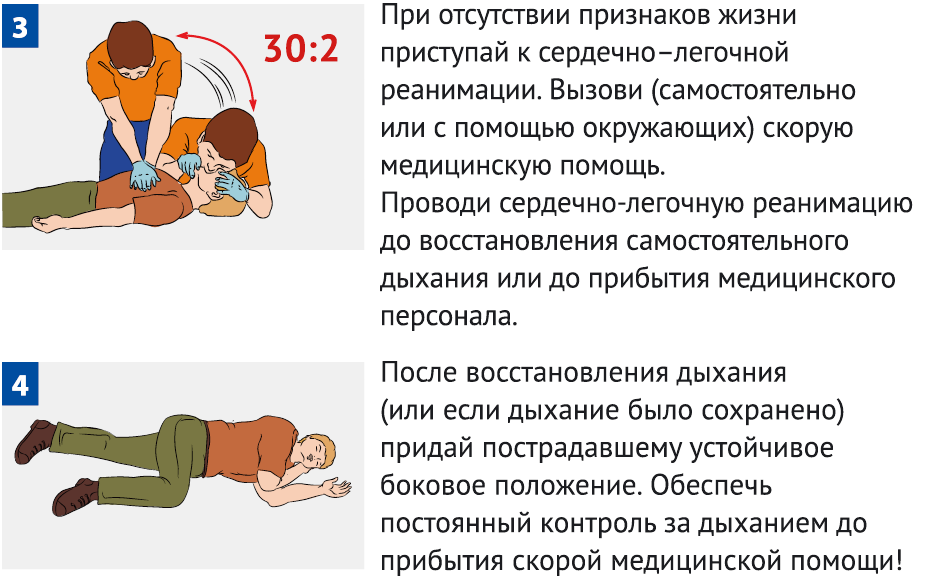 3
30:2
При отсутствии признаков жизни
приступай к сердечно–легочной
реанимации. Вызови (самостоятельно
или с помощью окружающих) скорую
медицинскую помощь.
Проводи сердечно-легочную реанимацию
до восстановления самостоятельного
дыхания или до прибытия медицинского
персонала.
4
После восстановления дыхания
(или если дыхание было сохранено)
придай пострадавшему устойчивое
боковое положение. Обеспечь
постоянный контроль за дыханием до
прибытия скорой медицинской помощи!